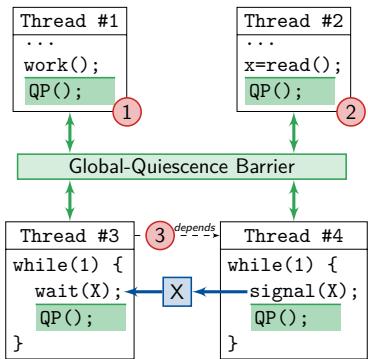 Thread #1
...
work();
QP();
1
Thread #2
...
x=read();
QP();
2
Global-Quiescence Barrier
Thread #3
while(1) {
wait(X);
QP();
}
3
depends
X
Thread #4
while(1) {
signal(X);
QP();
}